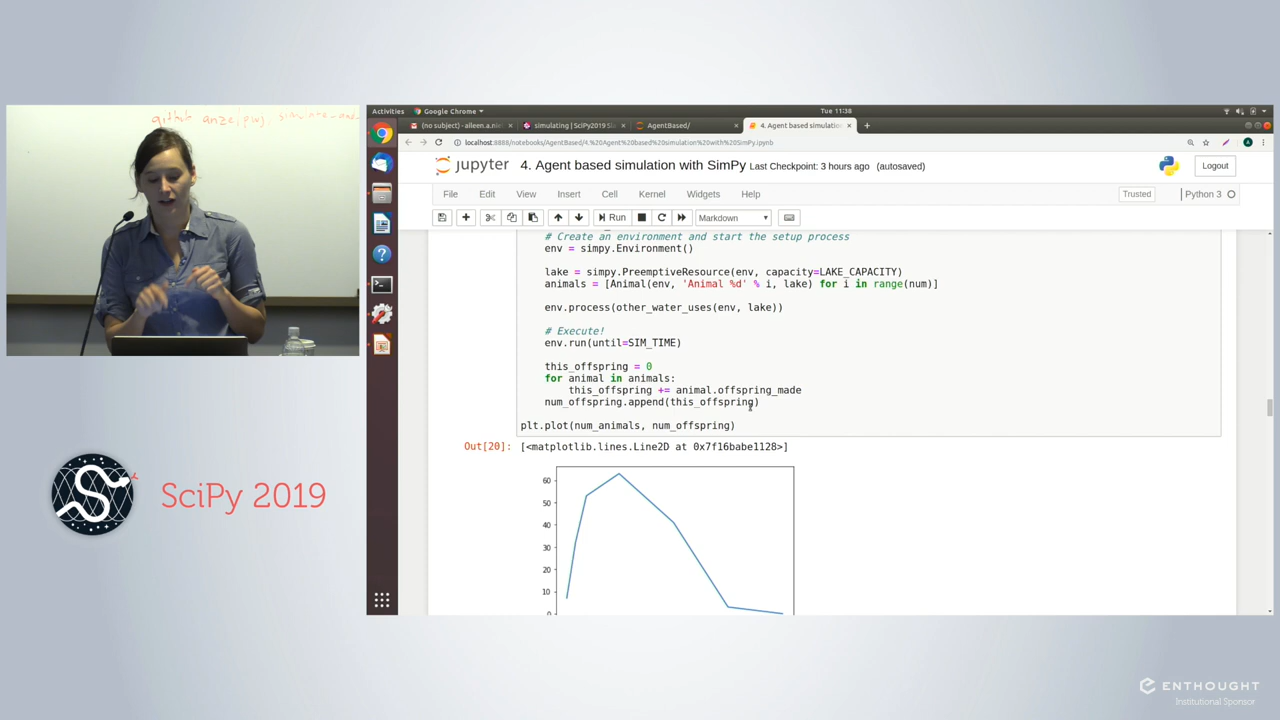 github
Activities
Google Chrome
Tue 11:38
(no subject) - aileen.a.niel
simulating | SciPy2019 Si
AgentBased/
4. Agent based simulation
localhost:8888/notebooks/AgentBased/4.%20Agent%20based%20simulation%20with%20SimPy.ipynb
jupyter 4. Agent based simulation with SimPy Last Checkpoint: 3 hours ago (autosaved)
Logout
File Edit View Insert Cell Kernel Widgets Help
Trusted
Python 3
Run
Markdown
# Create an environment and start the setup process
env = simpy.Environment()
lake = simpy.PreemptiveResource(env, capacity=LAKE_CAPACITY)
animals = [Animal(env, 'Animal %d' % i, lake) for i in range(num)]
env.process(other_water_uses(env, lake))
# Execute!
env.run(until=SIM_TIME)
this_offspring = 0
for animal in animals:
this_offspring += animal.offspring_made
num_offspring.append(this_offspring)
plt.plot(num_animals, num_offspring)
Out[20]: [<matplotlib.lines.Line2D at 0x7f16babe1128>]
60
50
40
30
20
10
0
SciPy 2019
ENTHOUGHT
Institutional Sponsor